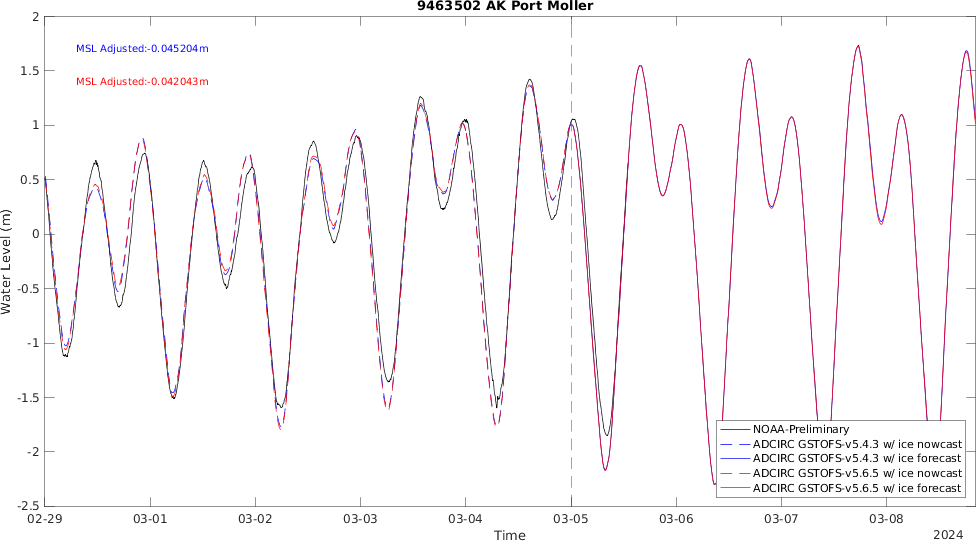 9463502 AK Port Moller
MSL Adjusted:-0.045204m
MSL Adjusted:-0.042043m
Water Level (m)
2
1.5
1
0.5
0
-0.5
-1
-1.5
-2
-2.5
NOAA-Preliminary
ADCIRC GSTOFS-v5.4.3 w/ ice nowcast
ADCIRC GSTOFS-v5.4.3 w/ ice forecast
ADCIRC GSTOFS-v5.6.5 w/ ice nowcast
ADCIRC GSTOFS-v5.6.5 w/ ice forecast
02-29 03-01 03-02 03-03 03-04 03-05 03-06 03-07 03-08
Time
2024